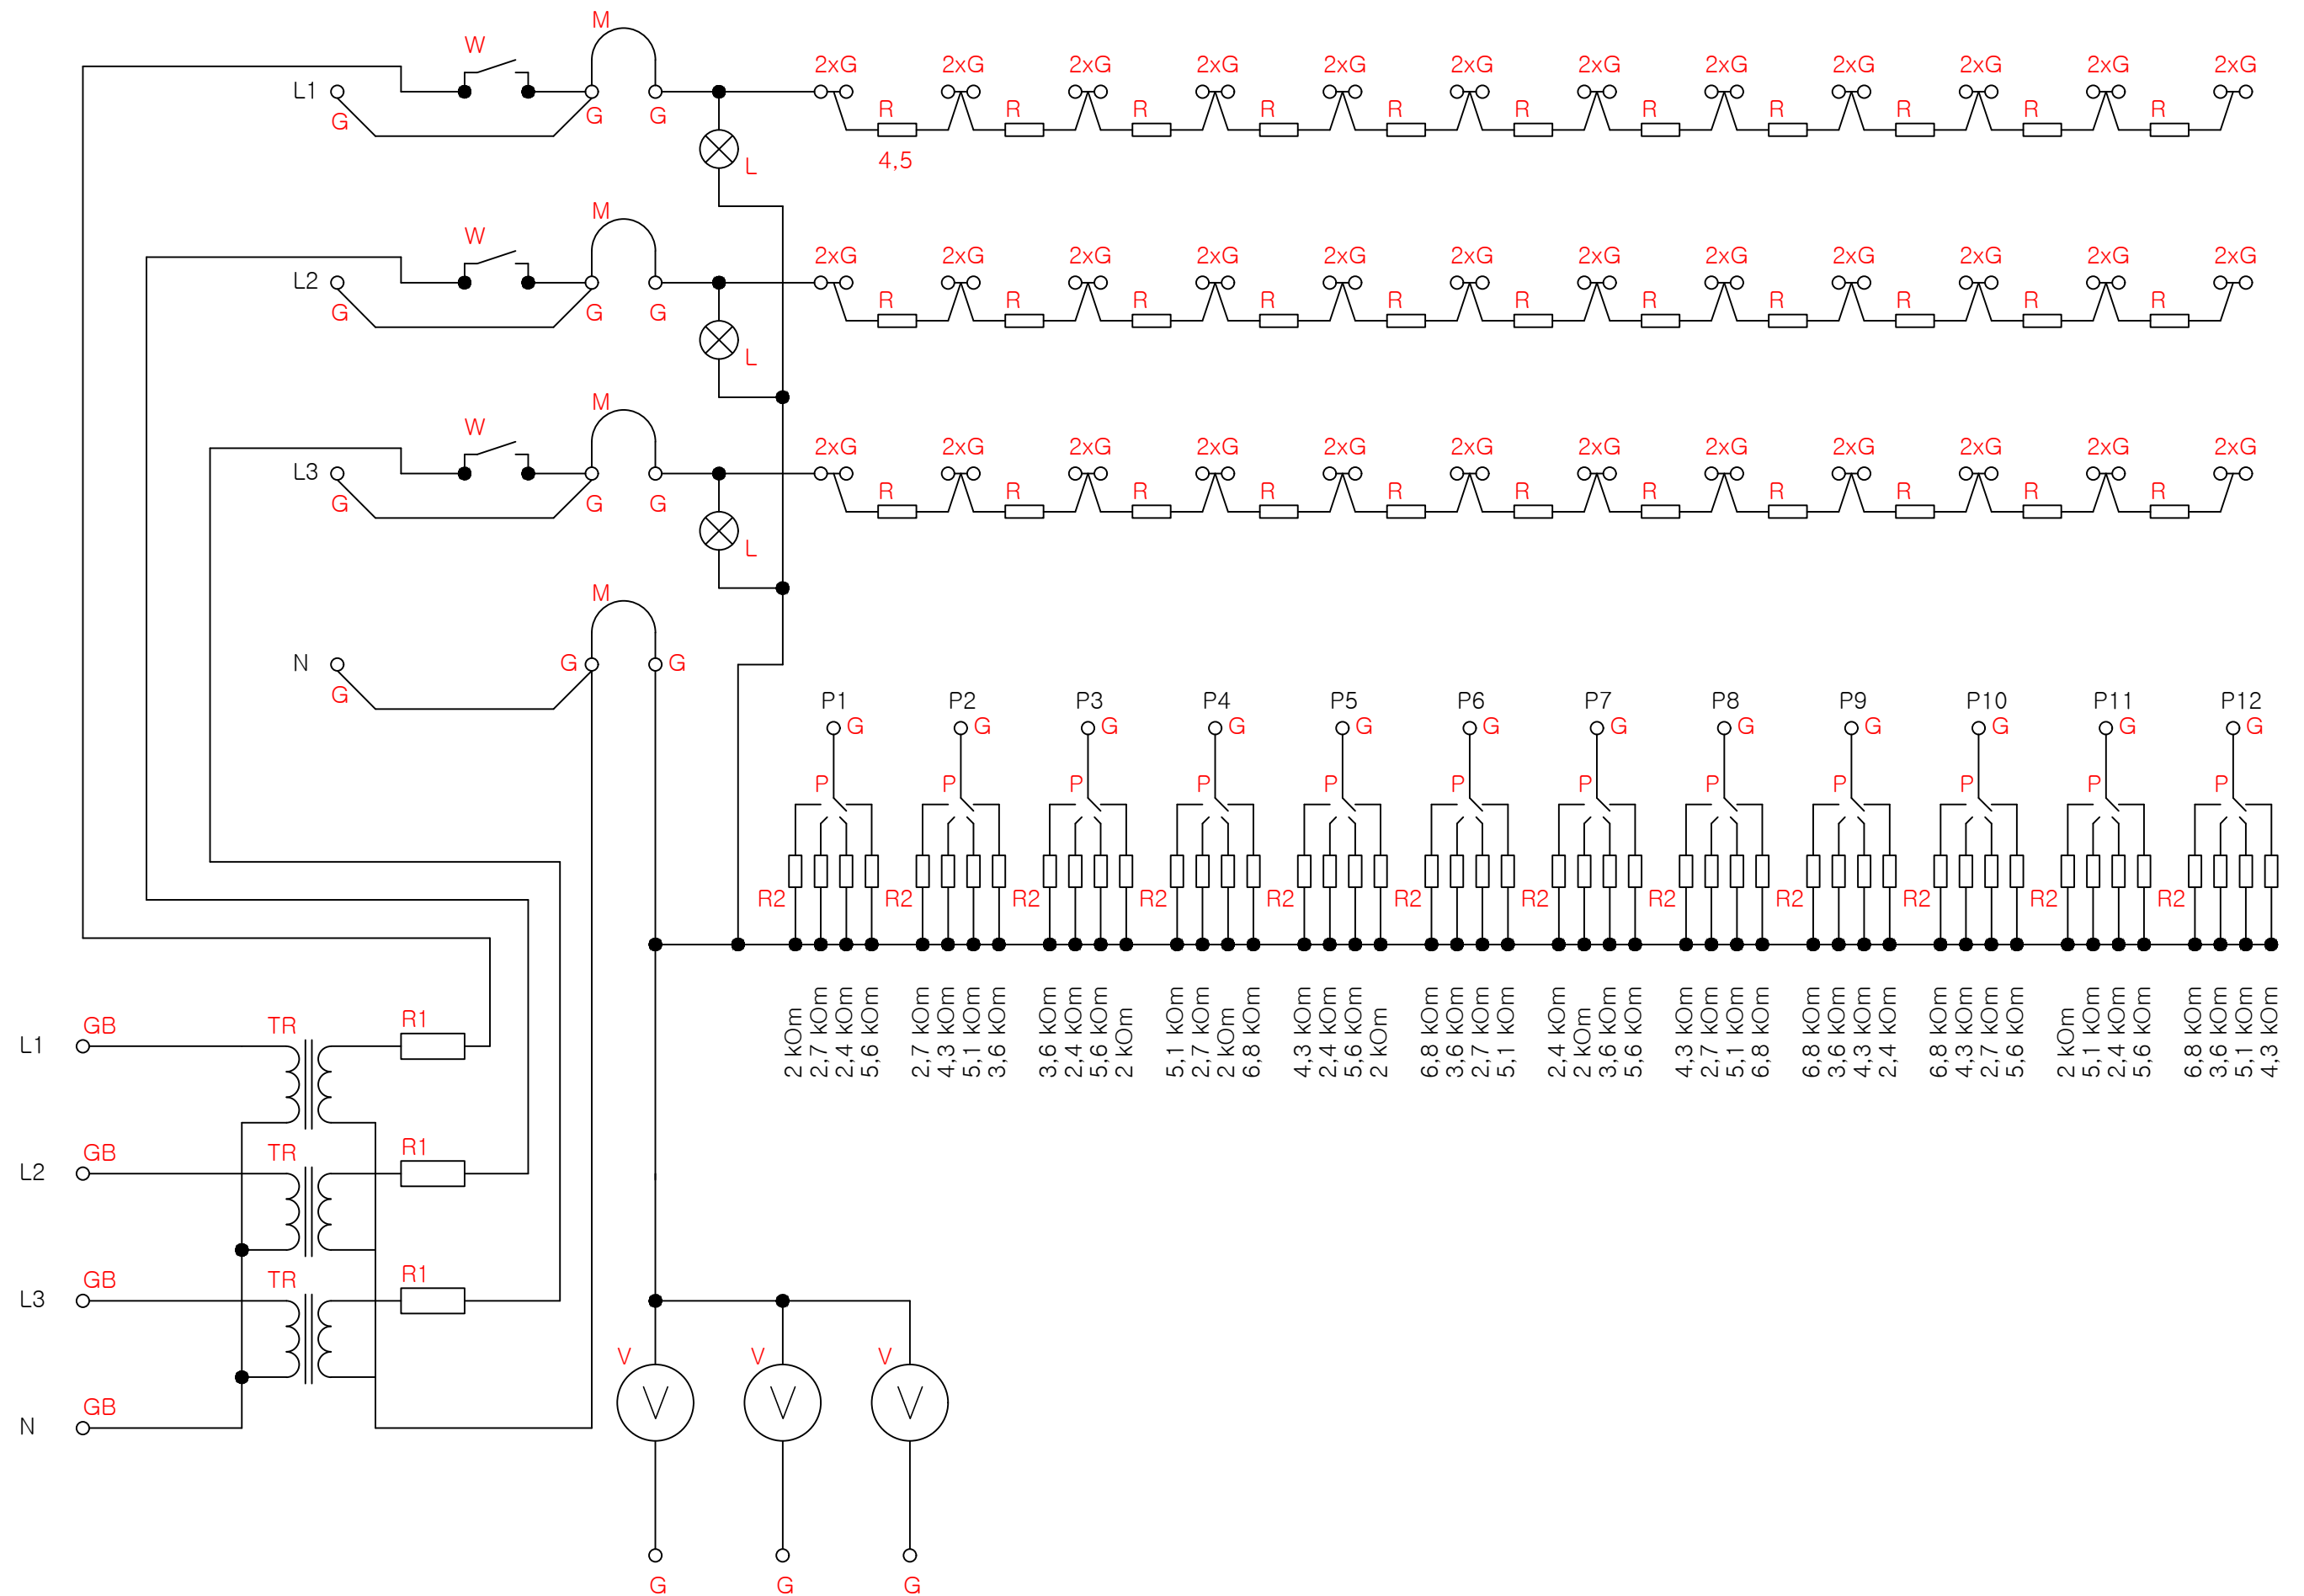 M
W
2xG 2xG 2xG 2xG 2xG 2xG 2xG 2xG 2xG 2xG 2xG 2xG
L1
G G G
R R R R R R R R R R R
4,5
L
M
W
2xG 2xG 2xG 2xG 2xG 2xG 2xG 2xG 2xG 2xG 2xG 2xG
L2
G G G
R R R R R R R R R R R
L
M
W
2xG 2xG 2xG 2xG 2xG 2xG 2xG 2xG 2xG 2xG 2xG 2xG
L3
G G G
R R R R R R R R R R R
L
M
N
G G G
P1 P2 P3 P4 P5 P6 P7 P8 P9 P10 P11 P12
G G G G G G G G G G G G
P P P P P P P P P P P P
R2 R2 R2 R2 R2 R2 R2 R2 R2 R2 R2 R2
2 kOm
2,7 kOm
2,4 kOm
5,6 kOm
2,7 kOm
4,3 kOm
5,1 kOm
3,6 kOm
3,6 kOm
2,4 kOm
5,6 kOm
2 kOm
5,1 kOm
2,7 kOm
2 kOm
6,8 kOm
4,3 kOm
2,4 kOm
5,6 kOm
2 kOm
6,8 kOm
3,6 kOm
2,7 kOm
5,1 kOm
2,4 kOm
2 kOm
3,6 kOm
5,6 kOm
4,3 kOm
2,7 kOm
5,1 kOm
6,8 kOm
6,8 kOm
3,6 kOm
4,3 kOm
2,4 kOm
6,8 kOm
4,3 kOm
2,7 kOm
5,6 kOm
2 kOm
5,1 kOm
2,4 kOm
5,6 kOm
6,8 kOm
3,6 kOm
5,1 kOm
4,3 kOm
L1 GB TR R1
L2 GB TR R1
L3 GB TR R1
N GB
V V V
V V V
G G G